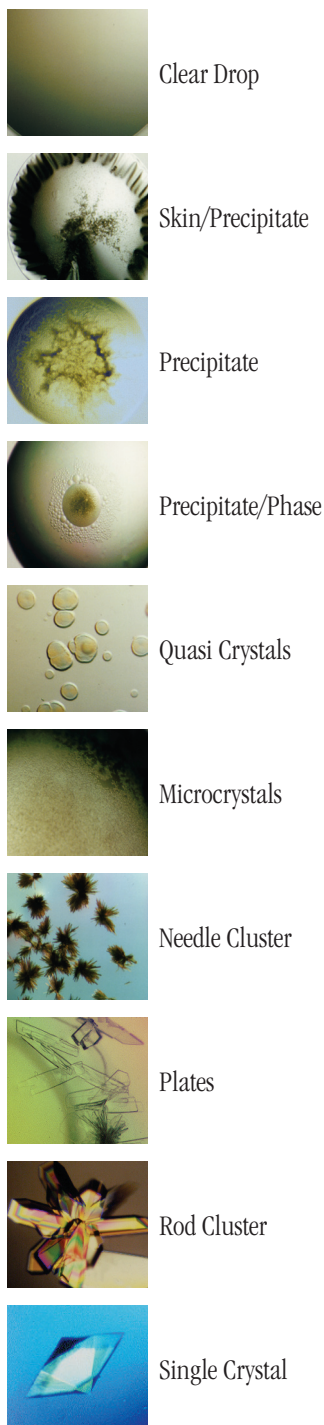 Clear Drop
Skin/Precipitate
Precipitate
Precipitate/Phase
Quasi Crystals
Microcrystals
Needle Cluster
Plates
Rod Cluster
Single Crystal